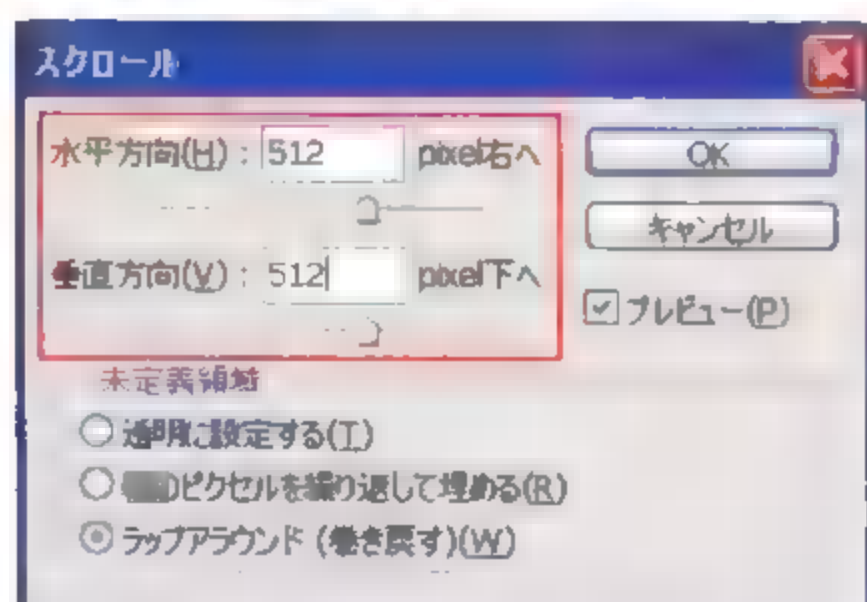 スクロール
水平方向(H): 512 pixel右へ
OK
キャンセル
垂直方向(V): 512 pixel下へ
プレビュー(P)
未定義領域
透明に設定する(T)
ピクセルを繰り返して埋める(R)
ラップアラウンド (巻き戻す)(W)